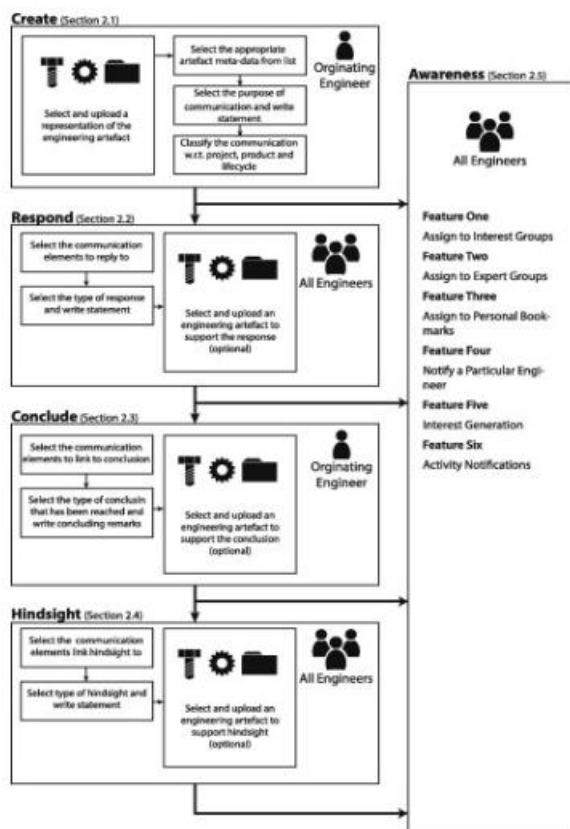 Create (Section 2.1)
Select and upload a
representation of the
engineering artefact
Select the appropriate
artefact meta-data from list
Select the purpose of
communication and write
statement
Classify the communication
w.r.t. project, product and
lifecycle
Orginating
Engineer
Respond (Section 2.2)
Select the communication
elements to reply to
Select the type of response
and write statement
Select and upload an
engineering artefact to
support the response
(optional)
All Engineers
Conclude (Section 2.3)
Select the communication
elements to link to conclusion
Select the type of conclusin
that has been reached and
write concluding remarks
Select and upload an
engineering artefact to
support the conclusion
(optional)
Orginating
Engineer
Hindsight (Section 2.4)
Select the communication
elements link hindsight to
Select type of hindsight and
write statement
Select and upload an
engineering artefact to
support hindsight
(optional)
All Engineers
Awareness (Section 2.5)
All Engineers
Feature One
Assign to Interest Groups
Feature Two
Assign to Expert Groups
Feature Three
Assign to Personal Book-
marks
Feature Four
Notify a Particular Engi-
neer
Feature Five
Interest Generation
Feature Six
Activity Notifications